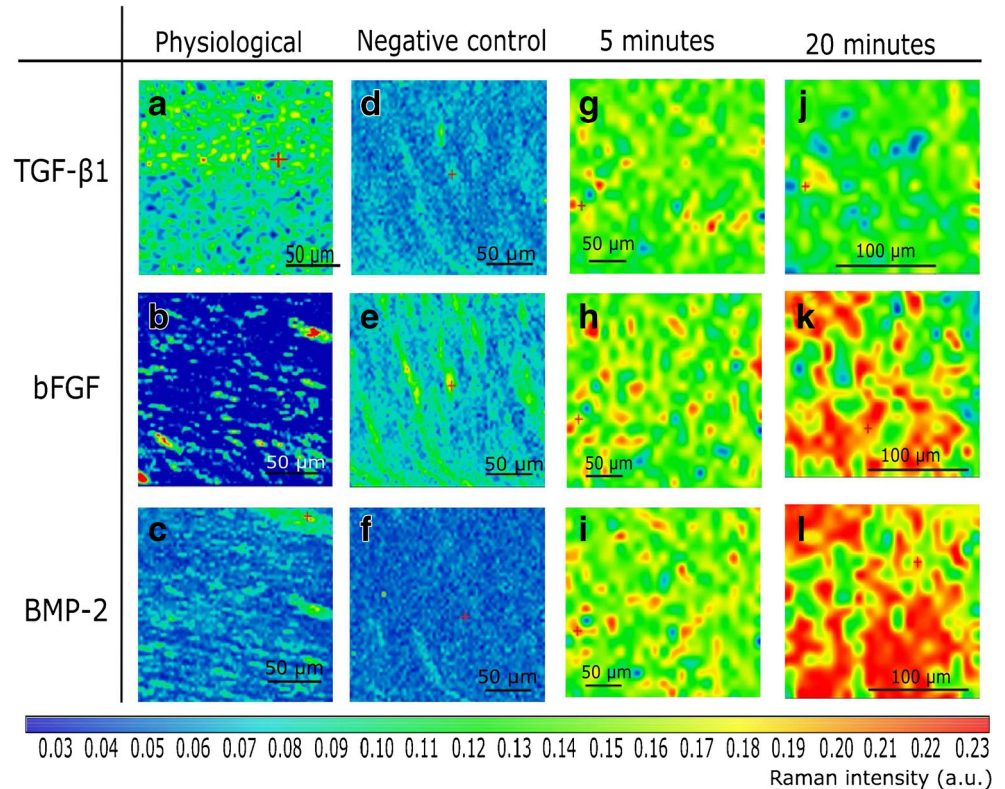 Physiological Negative control 5 minutes 20 minutes
TGF-β1
a d g j
50 μm 50 μm 50 μm 100 μm
bFGF
b e h k
50 μm 50 μm 50 μm 100 μm
BMP-2
c f i l
50 μm 50 μm 50 μm 100 μm
0.03 0.04 0.05 0.06 0.07 0.08 0.09 0.10 0.11 0.12 0.13 0.14 0.15 0.16 0.17 0.18 0.19 0.20 0.21 0.22 0.23
Raman intensity (a.u.)